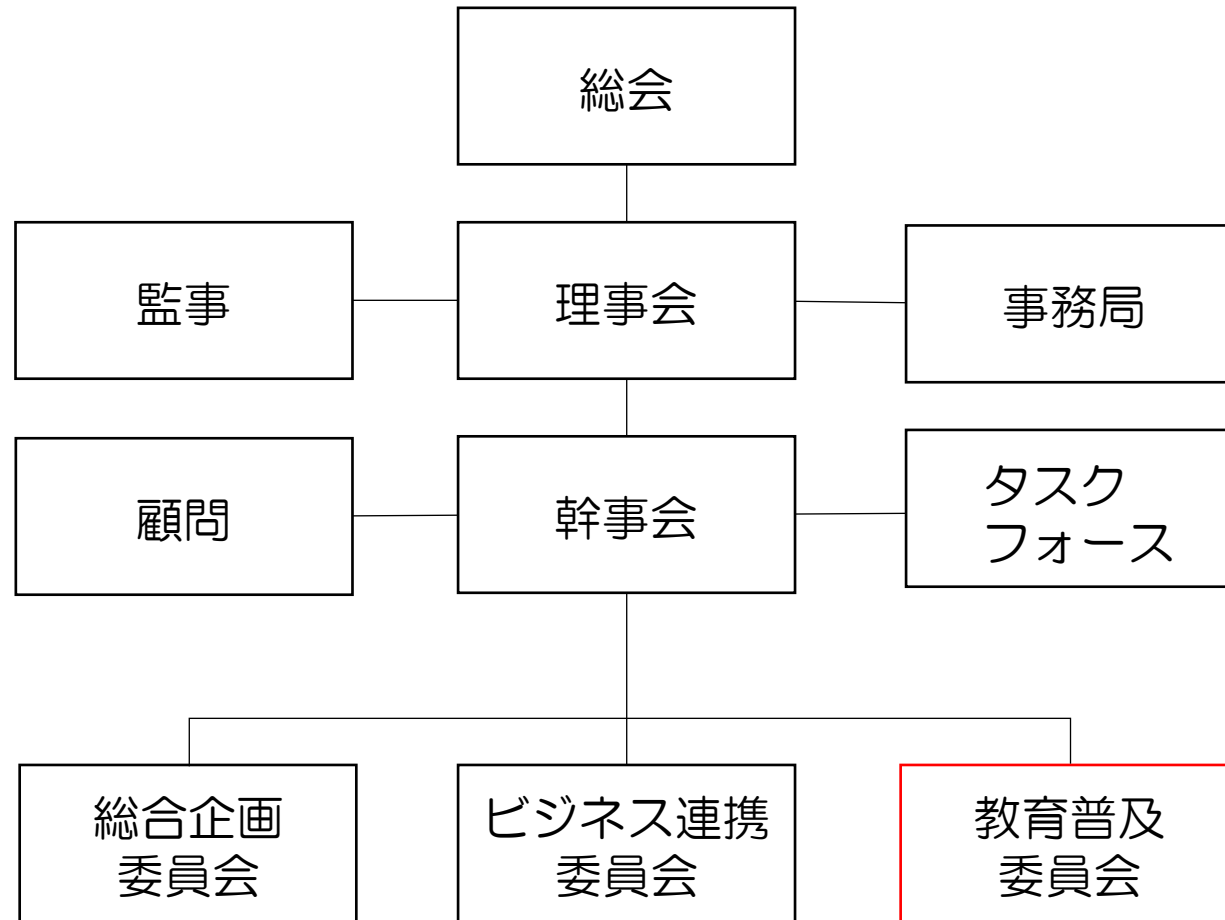 総会
監事
理事会
事務局
顧問
幹事会
タスク
フォース
総合企画
委員会
ビジネス連携
委員会
教育普及
委員会